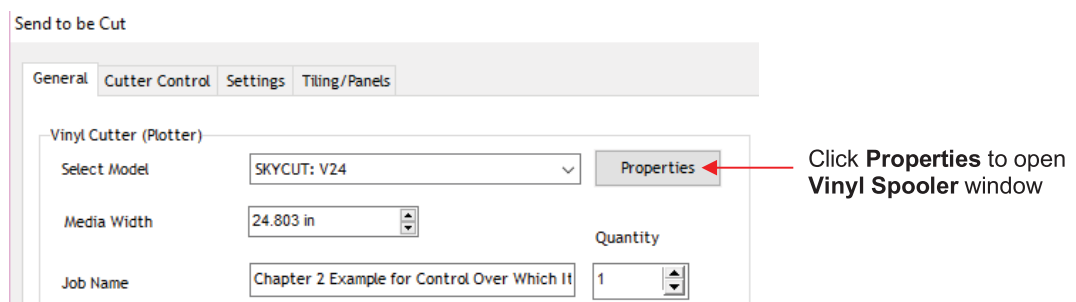 Send to be Cut
General Cutter Control Settings Tiling/Panels
Vinyl Cutter (Plotter)
Select Model SKYCUT: V24 Properties
Click Properties to open
Vinyl Spooler window
Media Width 24.803 in
Quantity
Job Name Chapter 2 Example for Control Over Which It 1